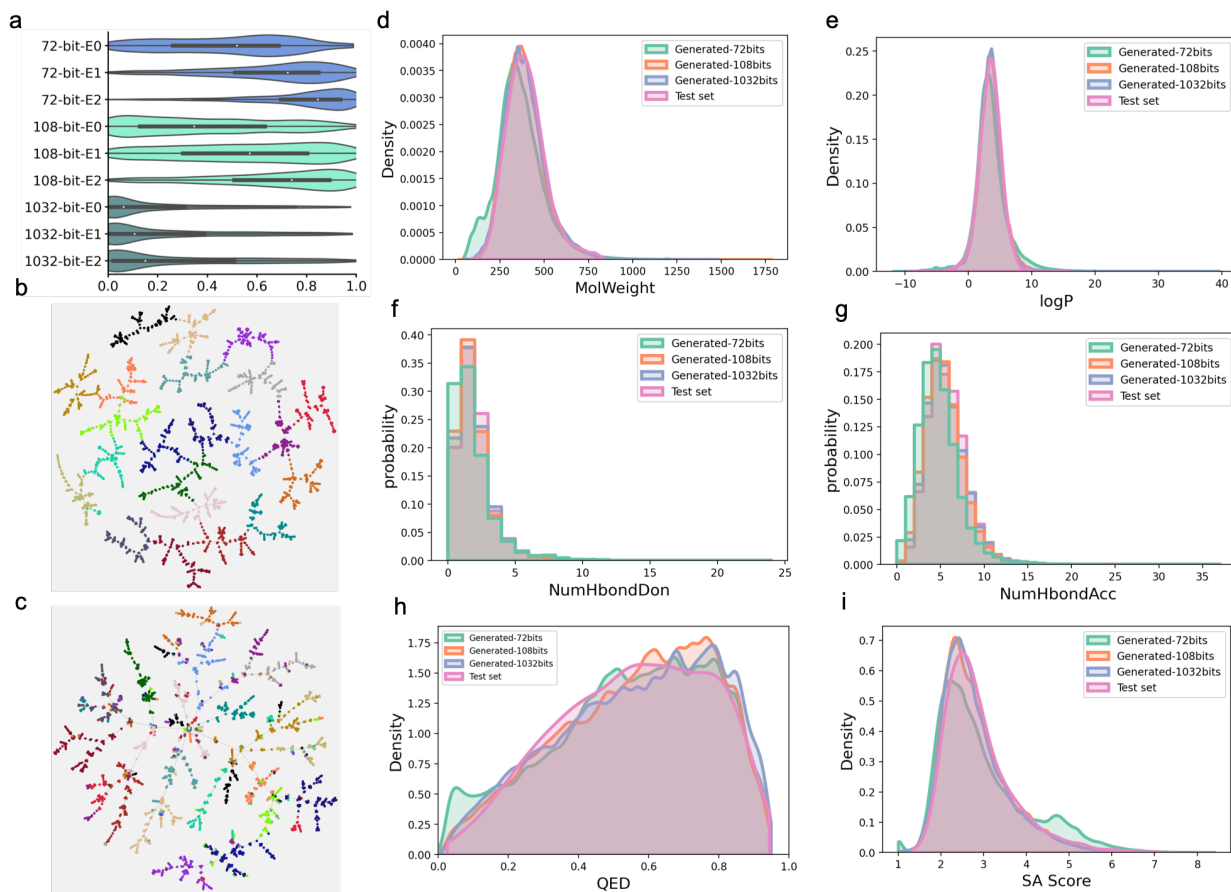 a
72-bit-E0
72-bit-E1
72-bit-E2
108-bit-E0
108-bit-E1
108-bit-E2
1032-bit-E0
1032-bit-E1
1032-bit-E2
0.0 0.2 0.4 0.6 0.8 1.0
b
c
d
Generated-72bits
Generated-108bits
Generated-1032bits
Test set
0.0040
0.0035
0.0030
0.0025
0.0020
0.0015
0.0010
0.0005
0.0000
Density
0 250 500 750 1000 1250 1500 1750
MolWeight
e
Generated-72bits
Generated-108bits
Generated-1032bits
Test set
0.25
0.20
0.15
0.10
0.05
0.00
Density
−10 0 10 20 30 40
logP
f
Generated-72bits
Generated-108bits
Generated-1032bits
Test set
0.40
0.35
0.30
0.25
0.20
0.15
0.10
0.05
0.00
probability
0 5 10 15 20 25
NumHbondDon
g
Generated-72bits
Generated-108bits
Generated-1032bits
Test set
0.200
0.175
0.150
0.125
0.100
0.075
0.050
0.025
0.000
probability
0 5 10 15 20 25 30 35
NumHbondAcc
h
Generated-72bits
Generated-108bits
Generated-1032bits
Test set
1.75
1.50
1.25
1.00
0.75
0.50
0.25
0.00
Density
0.0 0.2 0.4 0.6 0.8 1.0
QED
i
Generated-72bits
Generated-108bits
Generated-1032bits
Test set
0.7
0.6
0.5
0.4
0.3
0.2
0.1
0.0
Density
1 2 3 4 5 6 7 8
SA Score